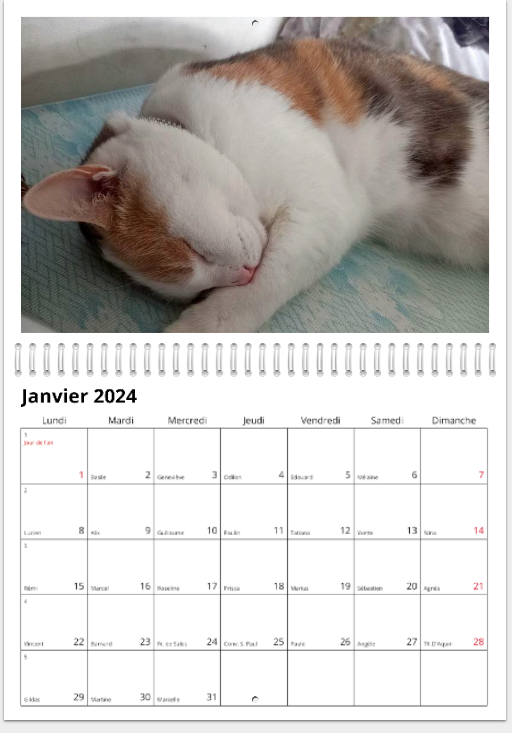 Janvier 2024
Lundi Mardi Mercredi Jeudi Vendredi Samedi Dimanche
1
Jour de l'an
1 Basile 2 Geneviève 3 Odilon 4 Edouard 5 Mélaine 6 7
2
Lucien 8 Alix 9 Guillaume 10 Paulin 11 Tatiana 12 Yvette 13 Nina 14
3
Rémi 15 Marcel 16 Roseline 17 Prisca 18 Marius 19 Sébastien 20 Agnès 21
4
Vincent 22 Barnard 23 Fr. de Sales 24 Conv. S. Paul 25 Paule 26 Angèle 27 Th. D'Aquin 28
5
Gildas 29 Martine 30 Marcelle 31